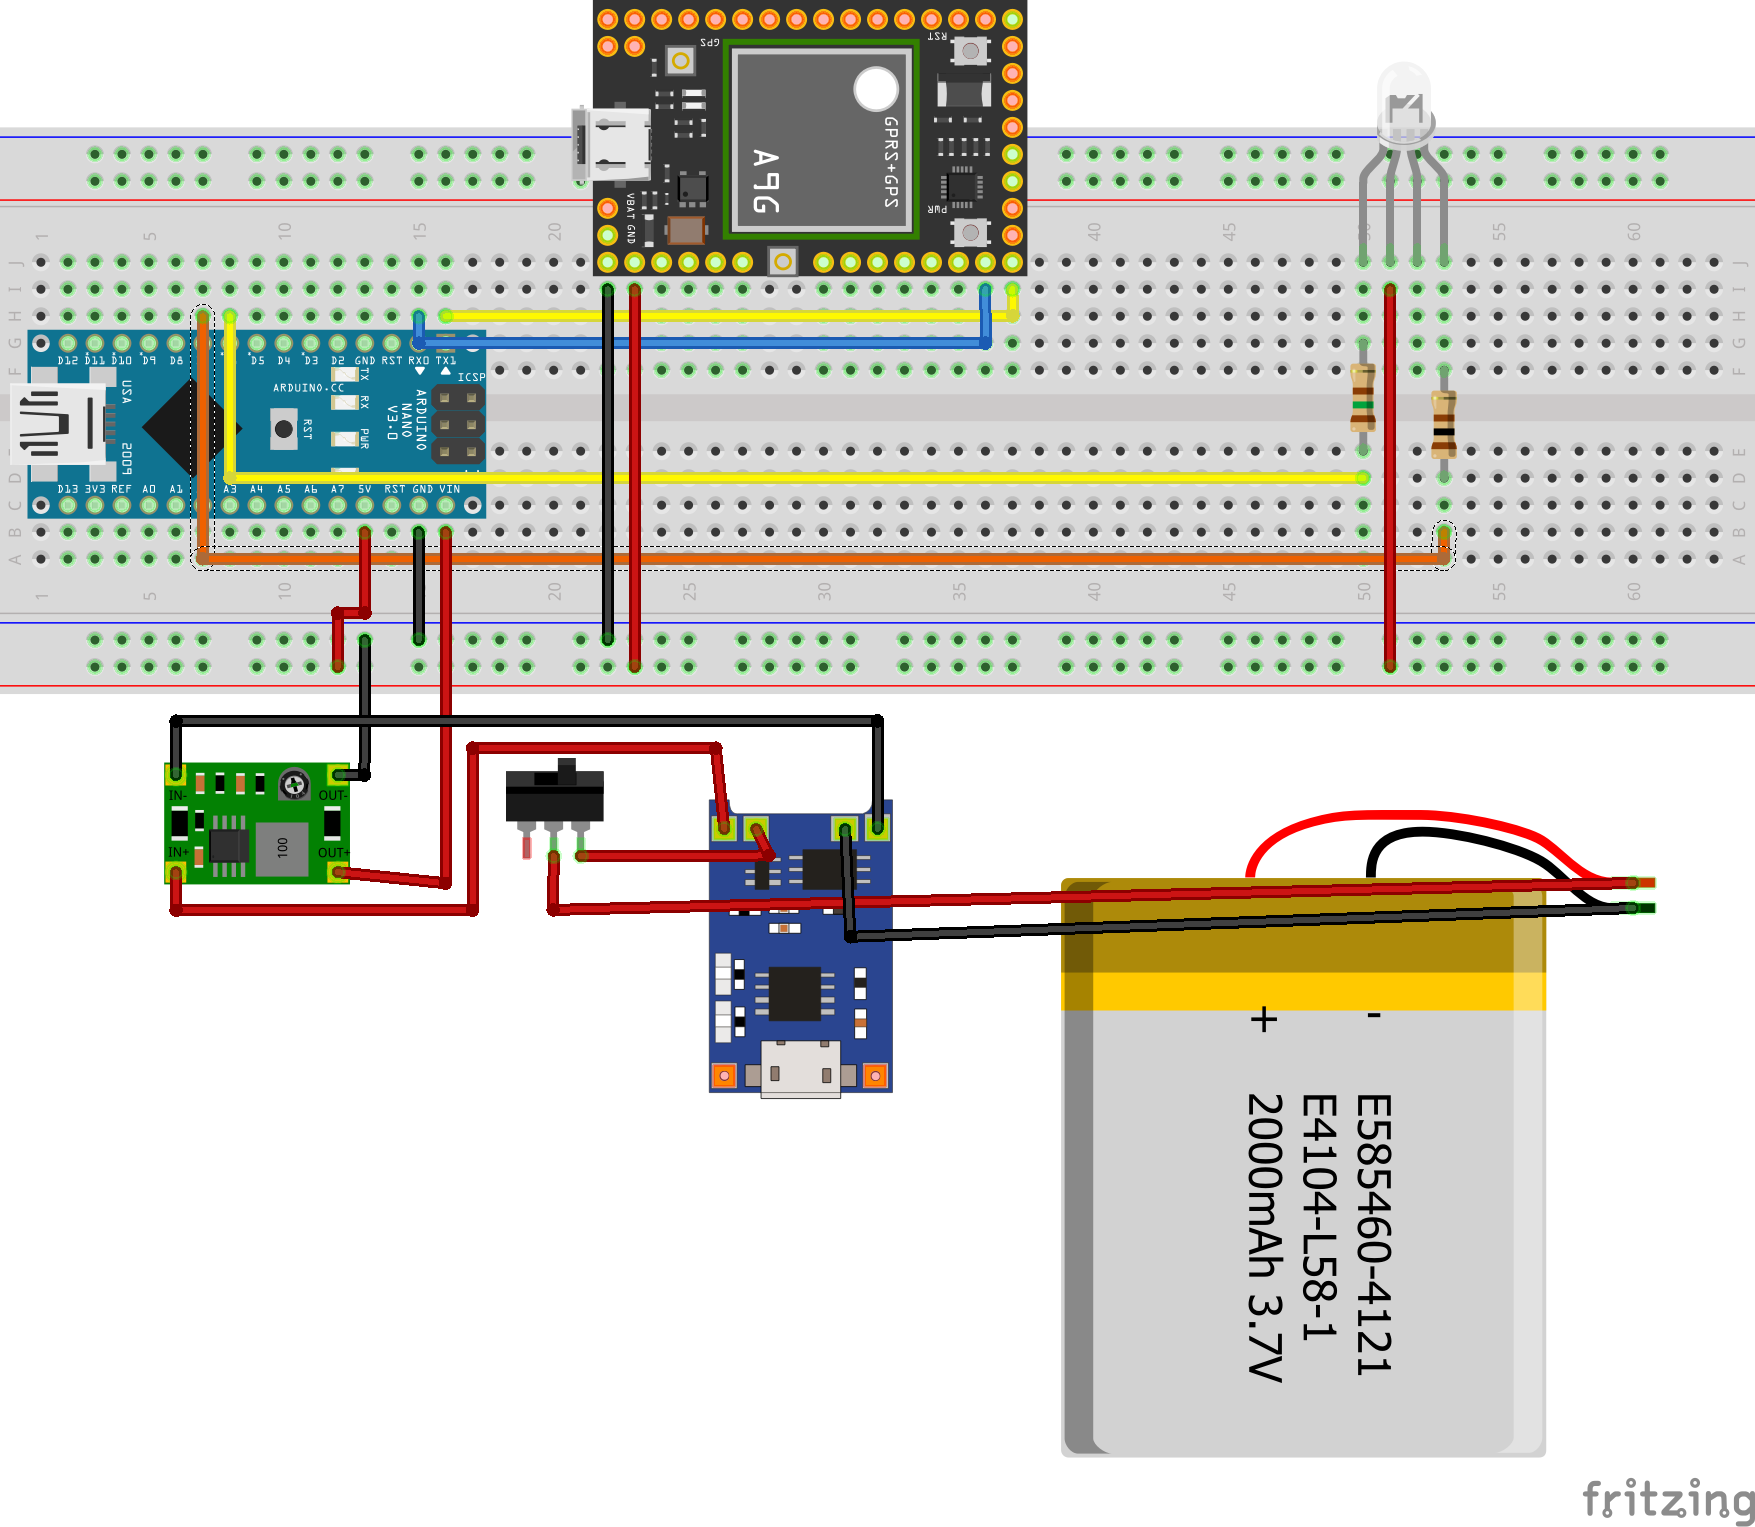 GPS
RST
GPRS+GPS
A9G
PWR
VBAT GND
1 5 10 15 20 40 45 50 55 60
J J
I I
H H
G G
F F
D12 D11 D10 D9 D8 D5 D4 D3 D2 GND RST RX0 TX1
ICSP
USA
ARDUINO.CC
TX
RX
PWR
RST
ARDUINO
NANO
V3.0
5009
E E
D D
D13 3V3 REF A0 A1 A3 A4 A5 A6 A7 5V RST GND VIN
C C
B B
A A
1 5 10 15 20 25 30 35 40 45 50 55 60
IN- OUT-
IN+ OUT+
100
+ -
E585460-4121
E4104-L58-1
2000mAh 3.7V
fritzing